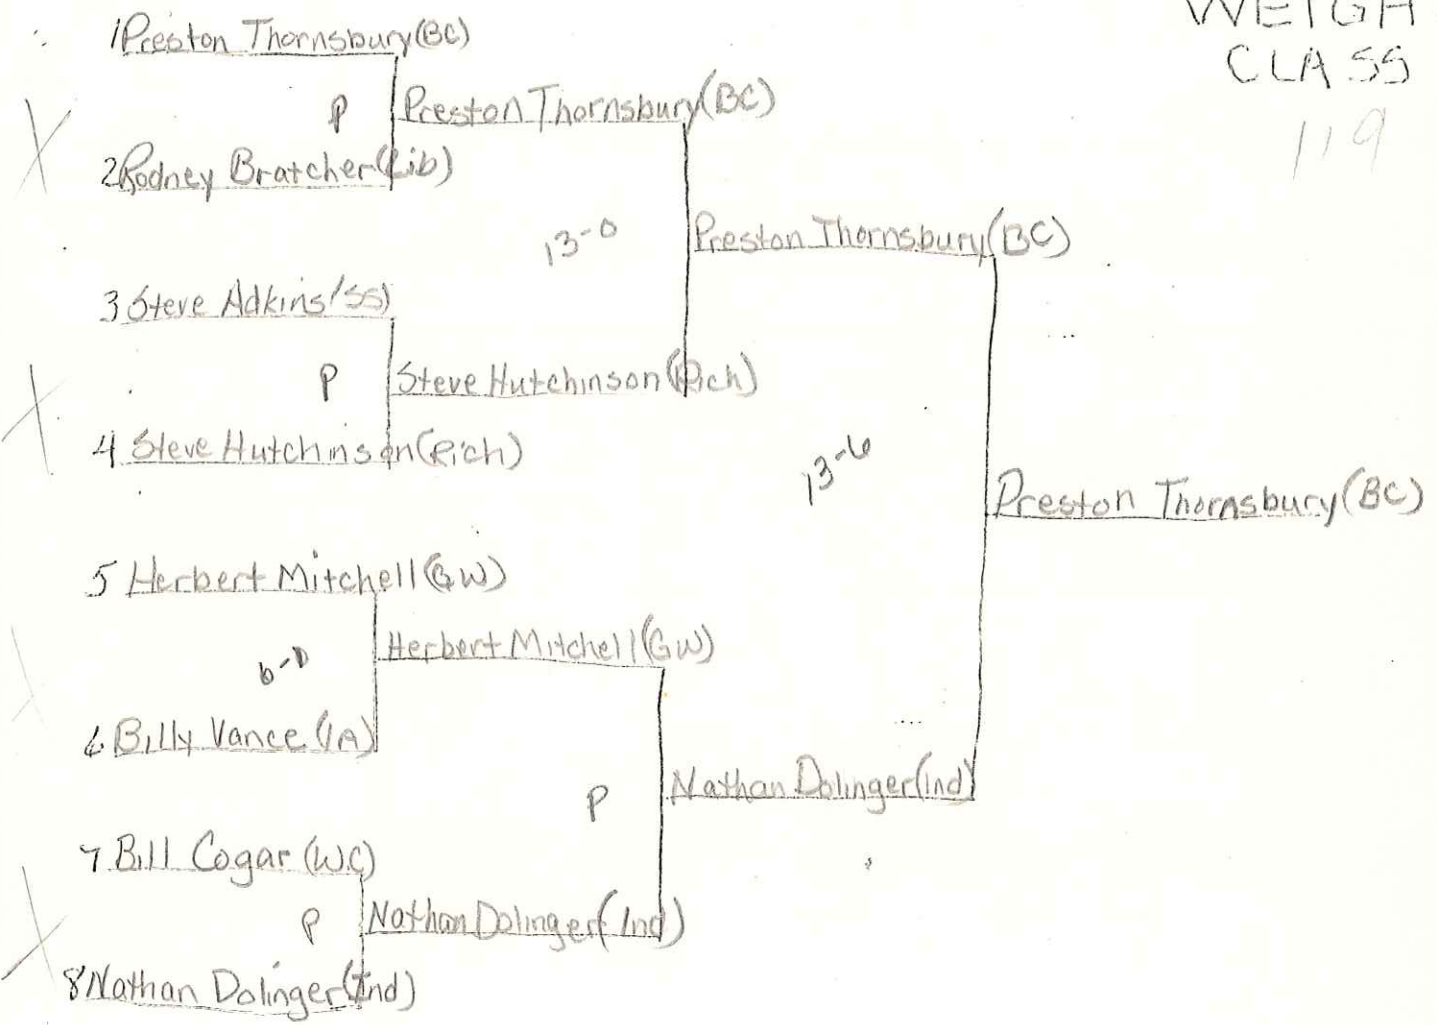 WEIGH
CLASS
119
1 Preston Thornsbury (BC)
P
Preston Thornsbury (BC)
2 Rodney Bratcher (Lib)
13-0
Preston Thornsbury (BC)
3 Steve Adkins (SS)
P
Steve Hutchinson (Rich)
4 Steve Hutchinson (Rich)
13-6
Preston Thornsbury (BC)
5 Herbert Mitchell (GW)
6-0
Herbert Mitchell (GW)
6 Billy Vance (IA)
P
Nathan Dolinger (Ind)
7 Bill Cogar (WC)
P
Nathan Dolinger (Ind)
8 Nathan Dolinger (Ind)